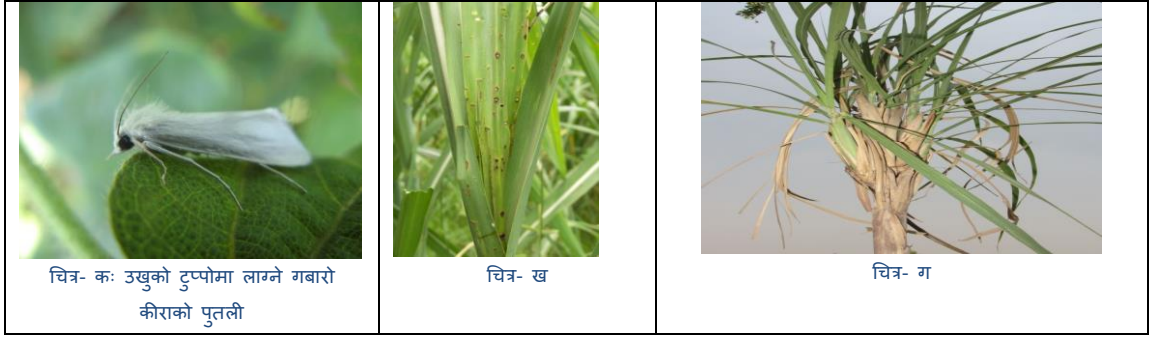 चित्र- कः उखुको टुप्पोमा लाग्ने गबारो
कीराको पुतली
चित्र- ख
चित्र- ग